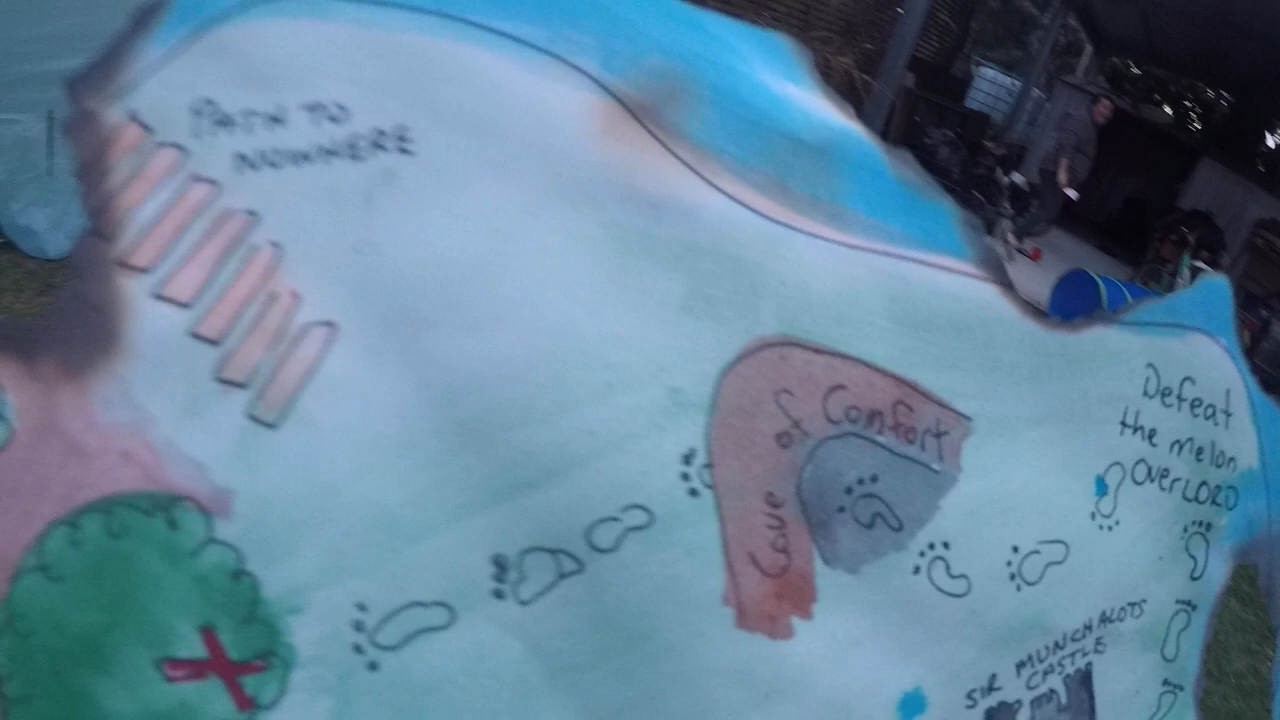 PATH TO
NOWHERE
Cave of Comfort
Defeat
the melon
OVERLORD
SIR MUNCHALOTS
CASTLE